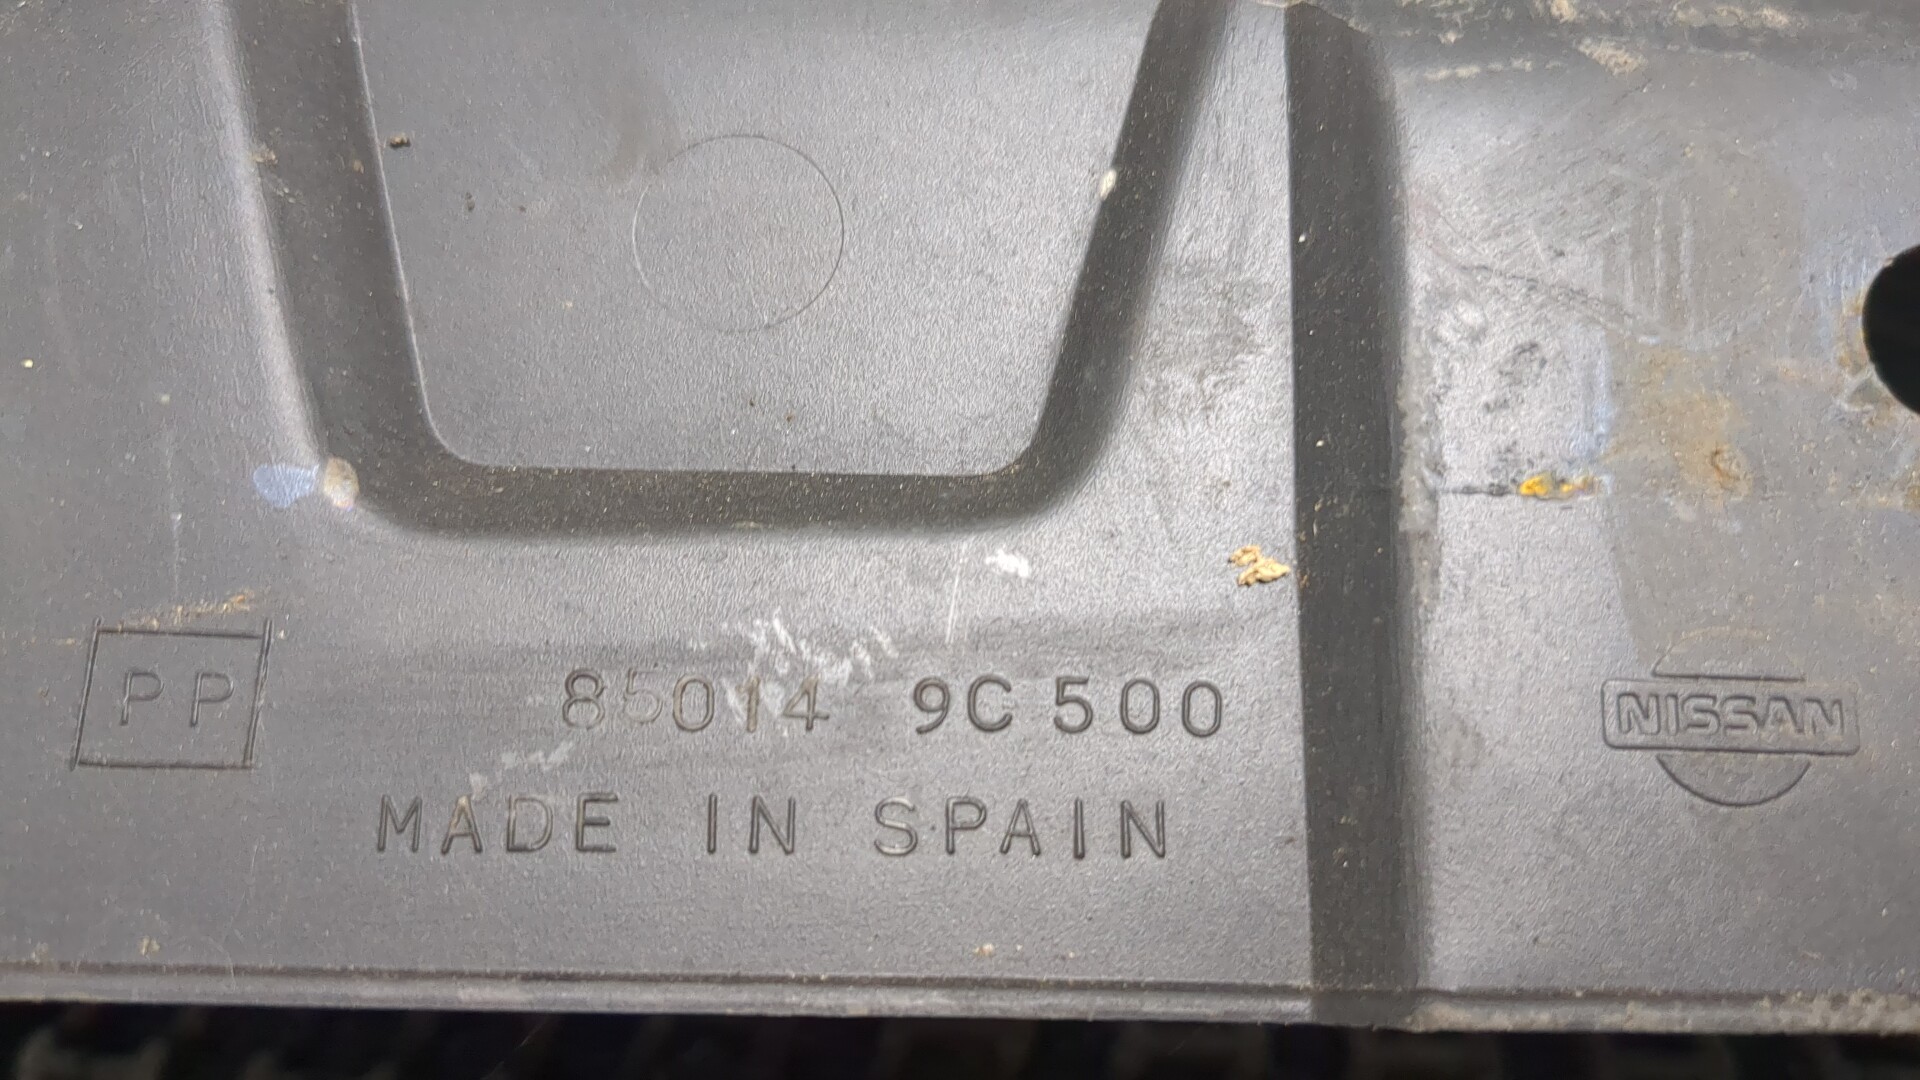 PP
85014 9C500
MADE IN SPAIN
NISSAN